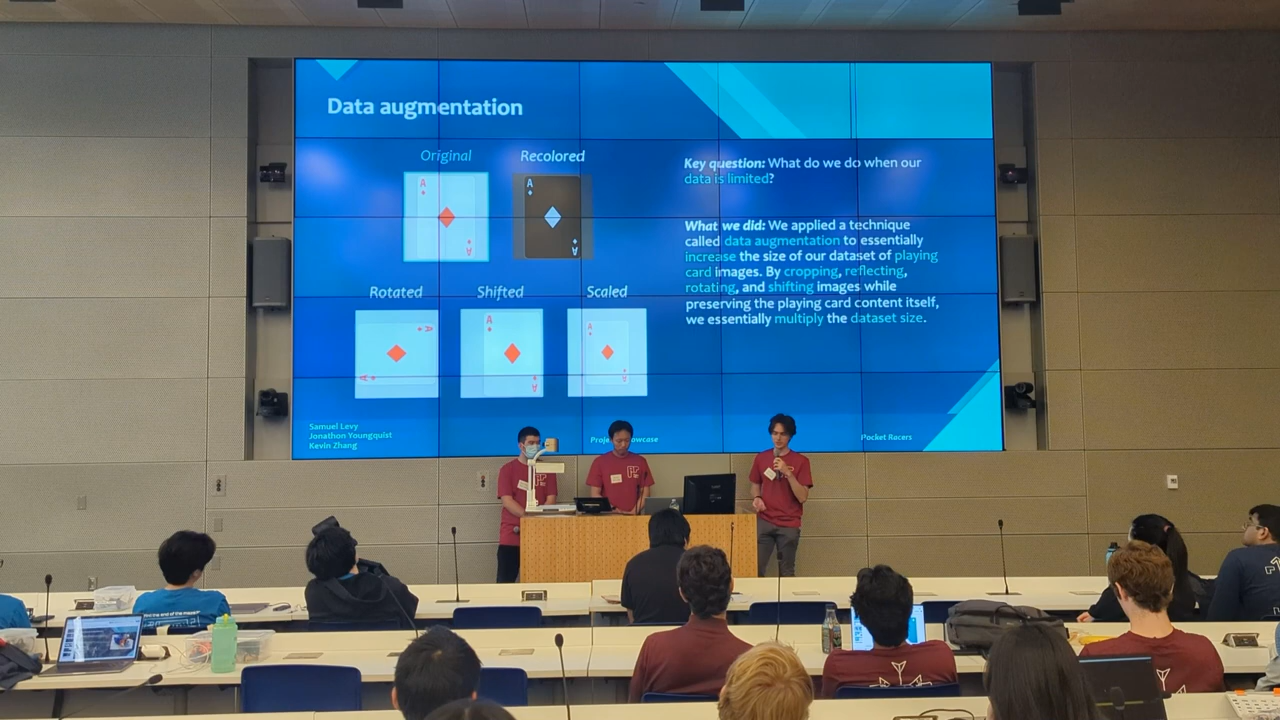 Data augmentation
Original
Recolored
Key question: What do we do when our
data is limited?
What we did: We applied a technique
called data augmentation to essentially
increase the size of our dataset of playing
card images. By cropping, reflecting,
rotating, and shifting images while
preserving the playing card content itself,
we essentially multiply the dataset size.
Rotated
Shifted
Scaled
A
A
A
A
A
A
A
A
A
A
Samuel Levy
Jonathon Youngquist
Kevin Zhang
Pocket Racers